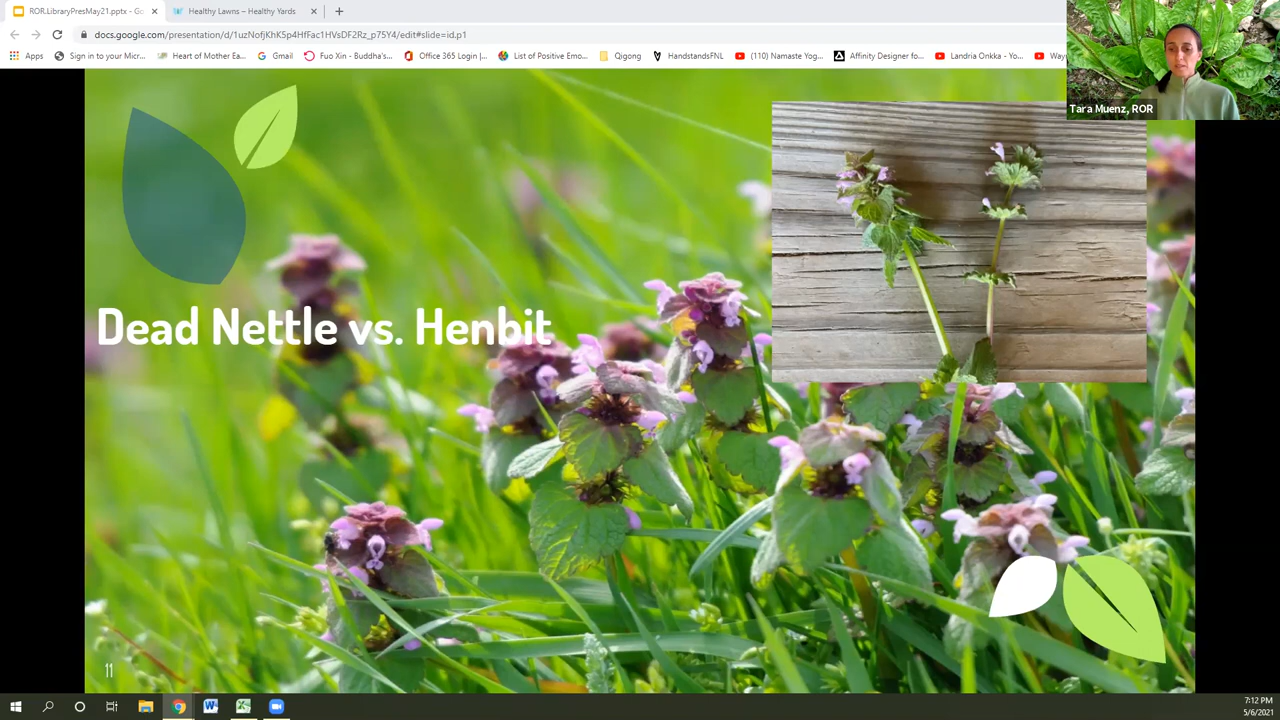 ROR.LibraryPresMay21.pptx - Go
Healthy Lawns – Healthy Yards
docs.google.com/presentation/d/1uzNofjKhK5p4HfFac1HVsDF2Rz_p75Y4/edit#slide=id.p1
Apps
Sign in to your Micr...
Heart of Mother Ea...
Gmail
Fuo Xin - Buddha's...
Office 365 Login |...
List of Positive Emo...
Qigong
HandstandsFNL
(110) Namaste Yog...
Affinity Designer fo...
Landria Onkka - Yo...
Way
Tara Muenz, ROR
Dead Nettle vs. Henbit
11
7:12 PM
5/6/2021